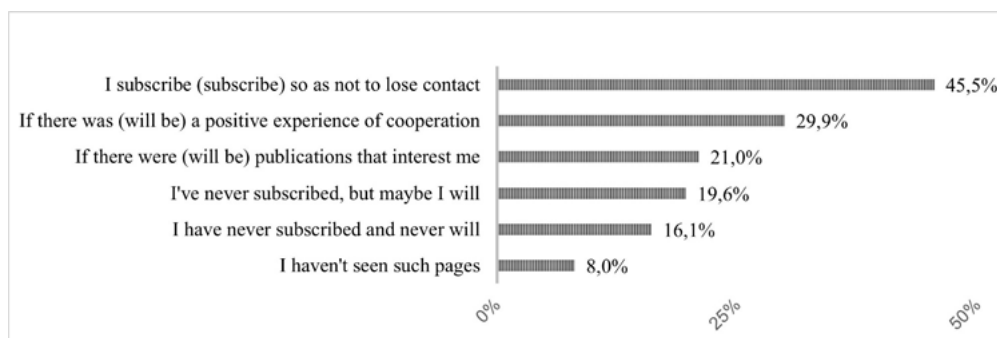 I subscribe (subscribe) so as not to lose contact 45,5%
If there was (will be) a positive experience of cooperation 29,9%
If there were (will be) publications that interest me 21,0%
I've never subscribed, but maybe I will 19,6%
I have never subscribed and never will 16,1%
I haven't seen such pages 8,0%
0% 25% 50%